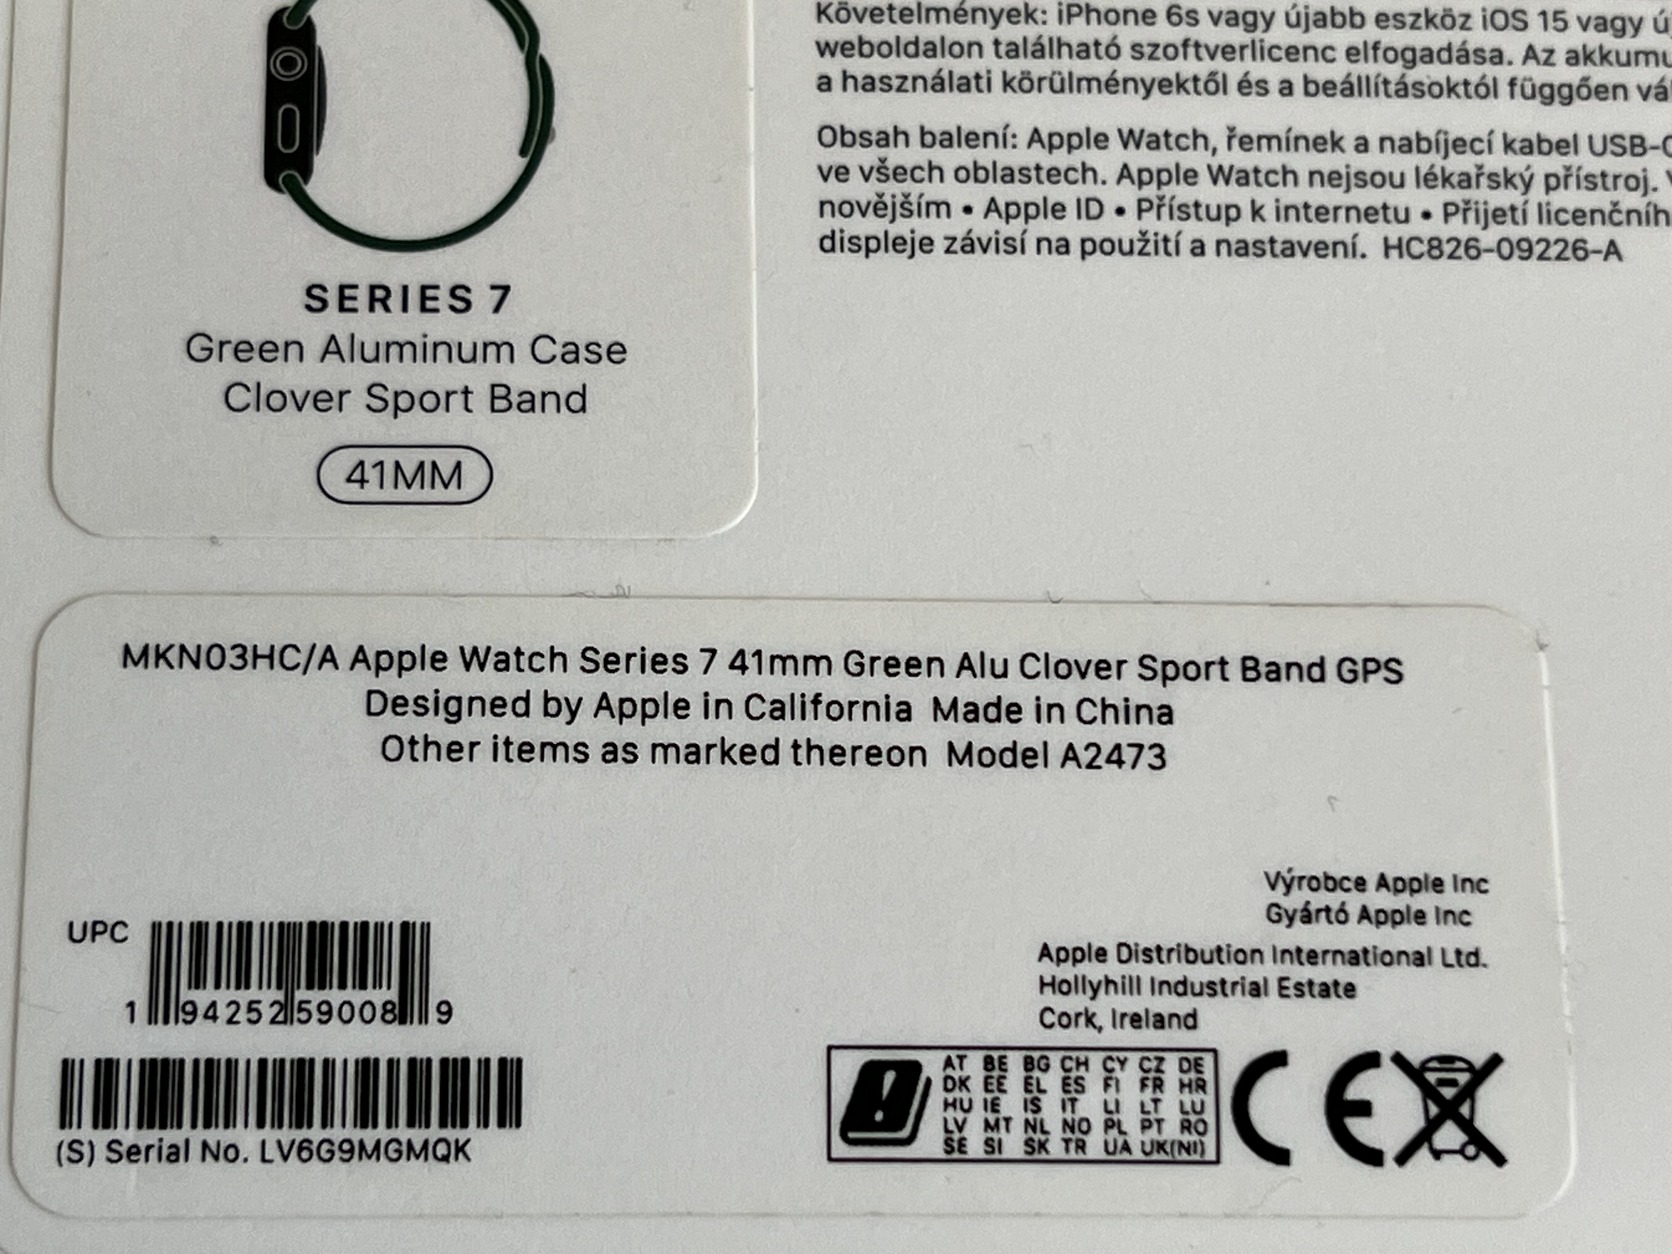 SERIES 7
Green Aluminum Case
Clover Sport Band
41MM
Követelmények: iPhone 6s vagy újabb eszköz iOS 15 vagy
weboldalon található szoftverlicenc elfogadása. Az
a használati körülményektől és a beállításoktól függően
Obsah balení: Apple Watch, řemínek a nabíjecí kabel
ve všech oblastech. Apple Watch nejsou lékařský přístroj.
novějším • Apple ID • Přístup k internetu • Přijetí
displeje závisí na použití a nastavení. HC826-09226-A
MKN03HC/A Apple Watch Series 7 41mm Green Alu Clover Sport Band GPS
Designed by Apple in California Made in China
Other items as marked thereon Model A2473
UPC
1 94252 59008 9
(S) Serial No. LV6G9MGMQK
Výrobce Apple Inc
Gyártó Apple Inc
Apple Distribution International Ltd.
Hollyhill Industrial Estate
Cork, Ireland
AT BE BG CH CY CZ DE
DK EE EL ES FI FR HR
HU IE IS IT LI LT LU
LV MT NL NO PL PT RO
SE SI SK TR UA UK(NI)
CE